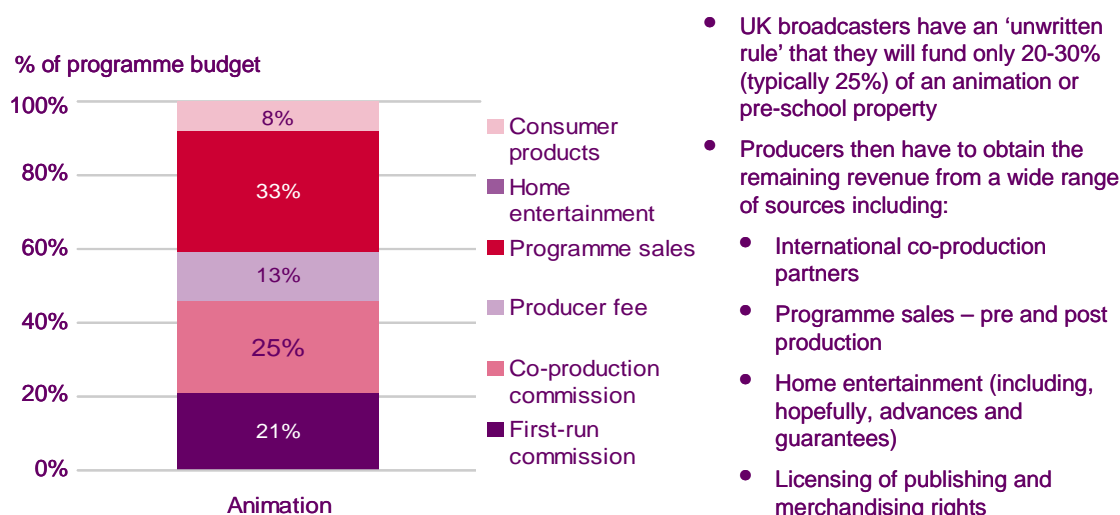 % of programme budget
100%
80%
60%
40%
20%
0%
8%
33%
13%
25%
21%
Animation
Consumer
products
Home
entertainment
Programme sales
Producer fee
Co-production
commission
First-run
commission
• UK broadcasters have an ‘unwritten
rule’ that they will fund only 20-30%
(typically 25%) of an animation or
pre-school property
• Producers then have to obtain the
remaining revenue from a wide range
of sources including:
• International co-production
partners
• Programme sales – pre and post
production
• Home entertainment (including,
hopefully, advances and
guarantees)
• Licensing of publishing and
merchandising rights